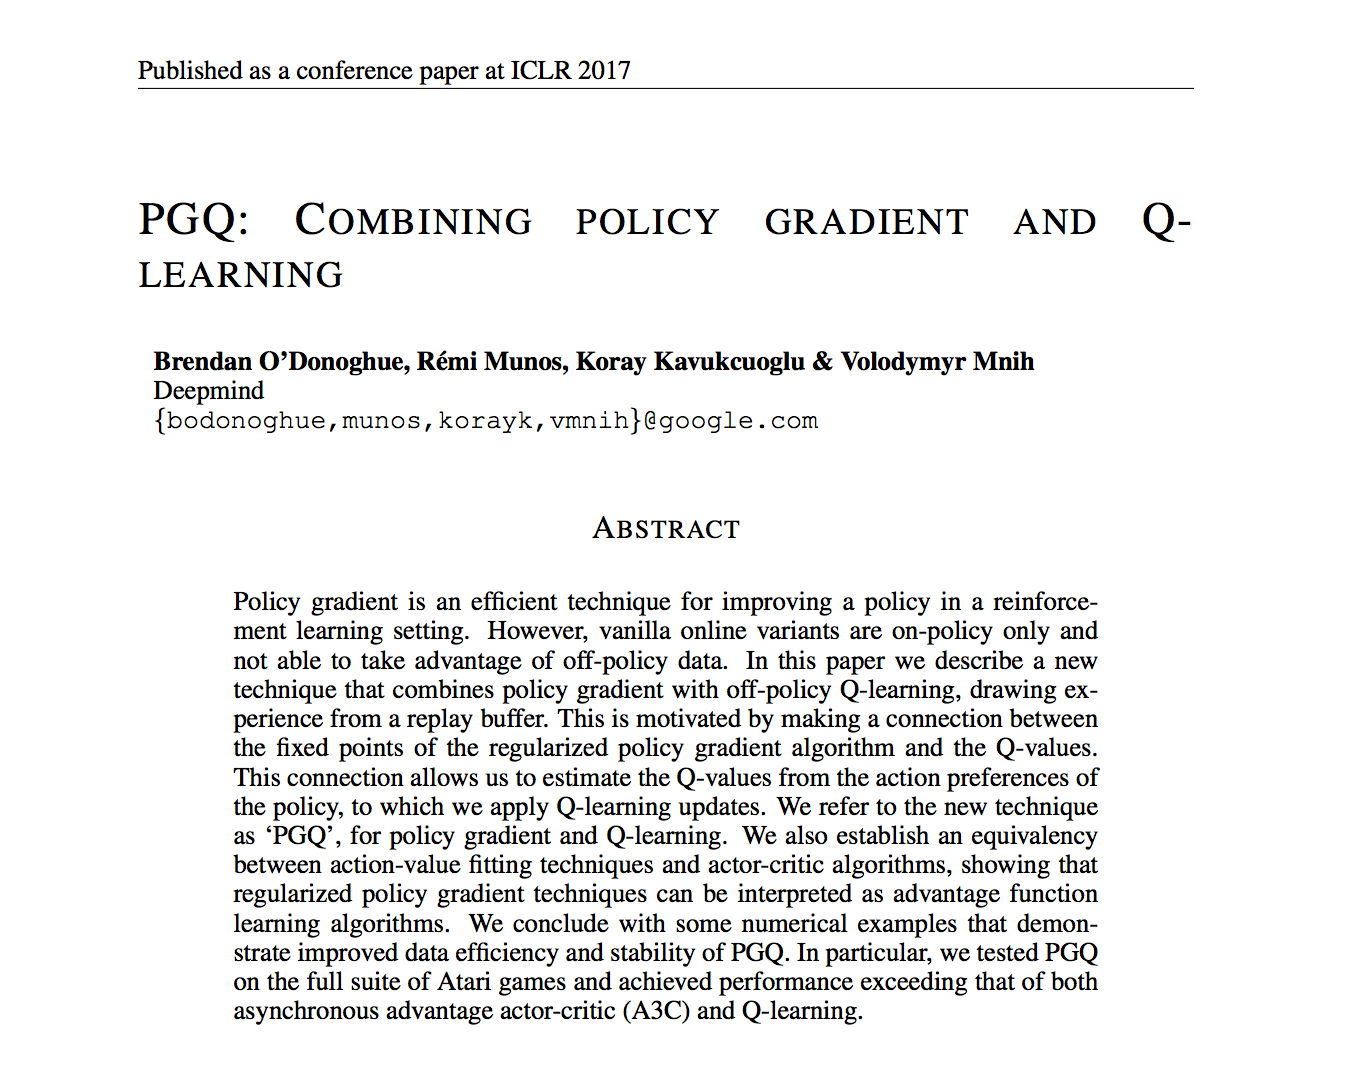 Published as a conference paper at ICLR 2017
PGQ: COMBINING POLICY GRADIENT AND Q-
LEARNING
Brendan O'Donoghue, Rémi Munos, Koray Kavukcuoglu & Volodymyr Mnih
Deepmind
{bodonoghue,munos,korayk,vmnih}@google.com
ABSTRACT
Policy gradient is an efficient technique for improving a policy in a reinforce-
ment learning setting. However, vanilla online variants are on-policy only and
not able to take advantage of off-policy data. In this paper we describe a new
technique that combines policy gradient with off-policy Q-learning, drawing ex-
perience from a replay buffer. This is motivated by making a connection between
the fixed points of the regularized policy gradient algorithm and the Q-values.
This connection allows us to estimate the Q-values from the action preferences of
the policy, to which we apply Q-learning updates. We refer to the new technique
as ‘PGQ’, for policy gradient and Q-learning. We also establish an equivalency
between action-value fitting techniques and actor-critic algorithms, showing that
regularized policy gradient techniques can be interpreted as advantage function
learning algorithms. We conclude with some numerical examples that demon-
strate improved data efficiency and stability of PGQ. In particular, we tested PGQ
on the full suite of Atari games and achieved performance exceeding that of both
asynchronous advantage actor-critic (A3C) and Q-learning.